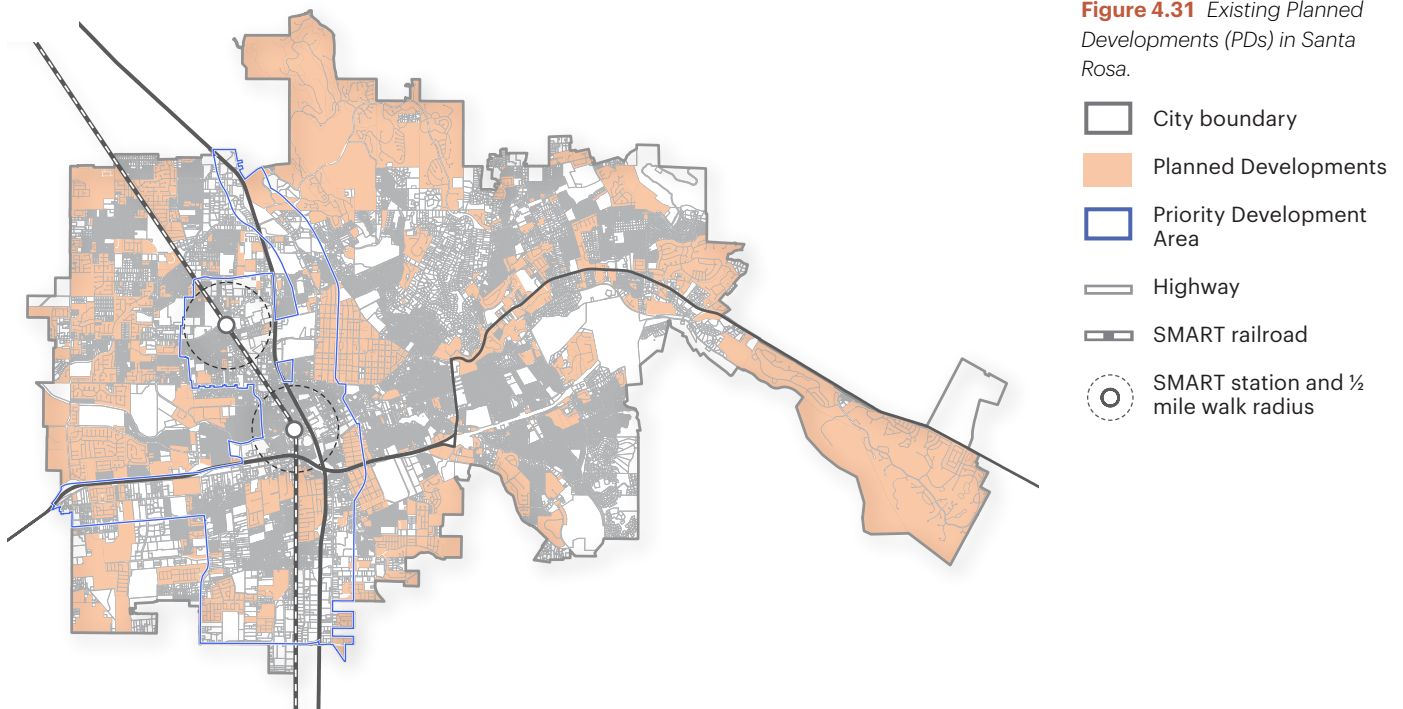 Figure 4.31 Existing Planned
Developments (PDs) in Santa
Rosa.
City boundary
Planned Developments
Priority Development
Area
Highway
SMART railroad
SMART station and ½
mile walk radius